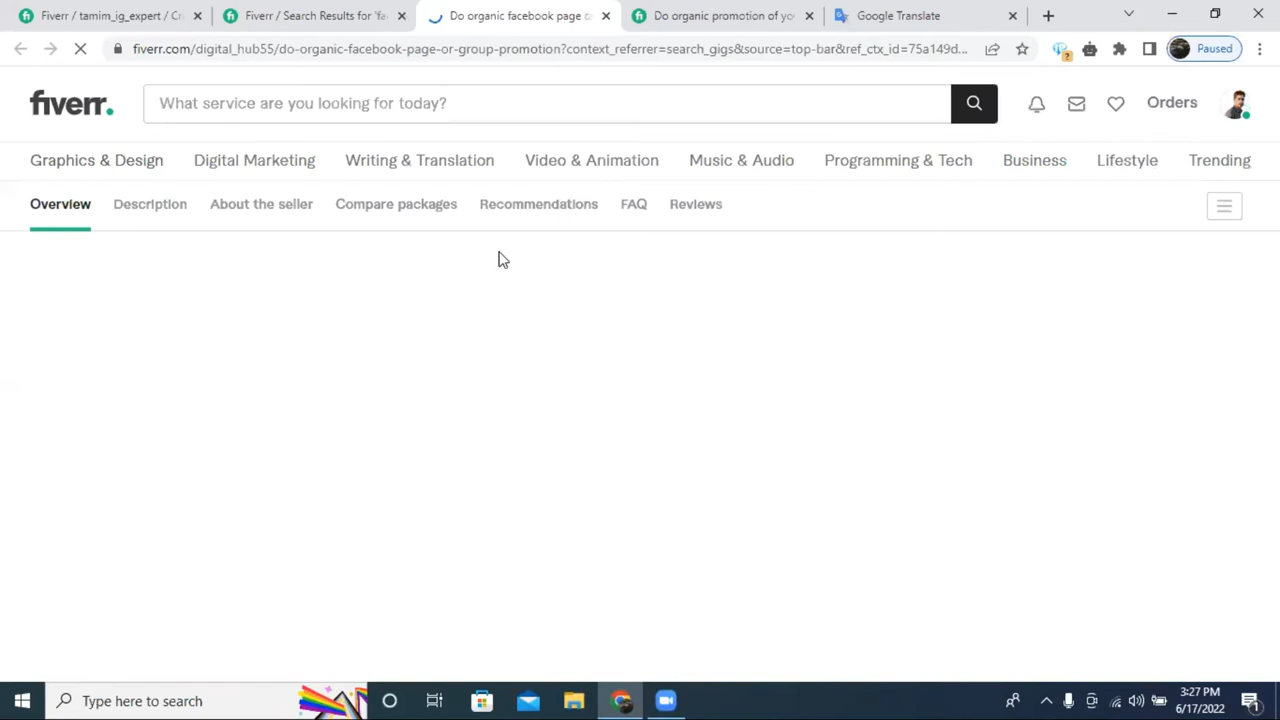 Fiverr / tamim_ig_expert / Cr
Fiverr / Search Results for 'fa
Do organic facebook page
Do organic promotion of yo
Google Translate
fiverr.com/digital_hub55/do-organic-facebook-page-or-group-promotion?context_referrer=search_gigs&source=top-bar&ref_ctx_id=75a149d...
Paused
fiverr.
What service are you looking for today?
Orders
Graphics & Design
Digital Marketing
Writing & Translation
Video & Animation
Music & Audio
Programming & Tech
Business
Lifestyle
Trending
Overview
Description
About the seller
Compare packages
Recommendations
FAQ
Reviews
Type here to search
3:27 PM
6/17/2022